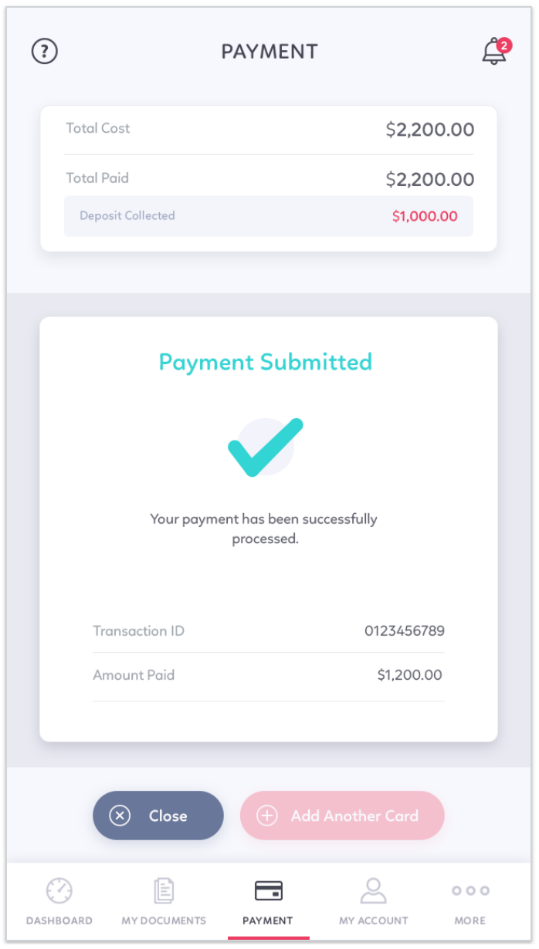 ?
PAYMENT
2
Total Cost $2,200.00
Total Paid $2,200.00
Deposit Collected $1,000.00
Payment Submitted
Your payment has been successfully
processed.
Transaction ID 0123456789
Amount Paid $1,200.00
Close Add Another Card
DASHBOARD MY DOCUMENTS PAYMENT MY ACCOUNT MORE